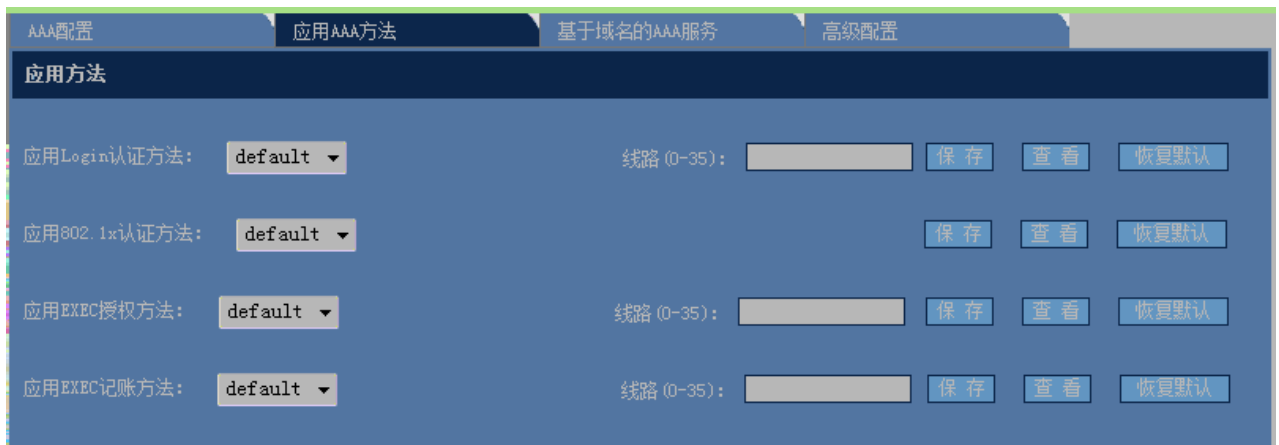 AAA配置 应用AAA方法 基于域名的AAA服务 高级配置
应用方法
应用Login认证方法: default 线路(0-35): 保 存 查 看 恢复默认
应用802.1x认证方法: default 保 存 查 看 恢复默认
应用EXEC授权方法: default 线路(0-35): 保 存 查 看 恢复默认
应用EXEC记账方法: default 线路(0-35): 保 存 查 看 恢复默认